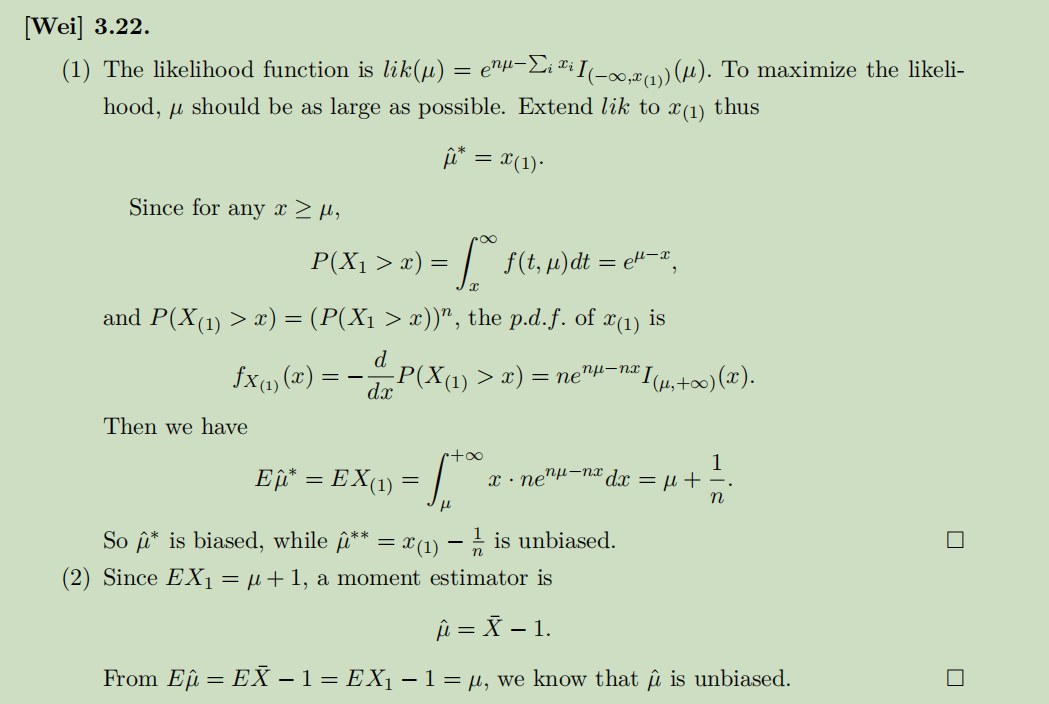 [Wei] 3.22.
(1) The likelihood function is lik(μ) = e^{nμ−∑_i x_i} I_{(−∞,x_{(1)})}(μ). To maximize the likeli-
hood, μ should be as large as possible. Extend lik to x_{(1)} thus
μ̂* = x_{(1)}.
Since for any x ≥ μ,
P(X_1 > x) = ∫_x^∞ f(t, μ)dt = e^{μ−x},
and P(X_{(1)} > x) = (P(X_1 > x))^n, the p.d.f. of x_{(1)} is
f_{X_{(1)}}(x) = −\frac{d}{dx}P(X_{(1)} > x) = ne^{nμ−nx} I_{(μ,+∞)}(x).
Then we have
Eμ̂* = EX_{(1)} = ∫_μ^{+∞} x · ne^{nμ−nx} dx = μ + \frac{1}{n}.
So μ̂* is biased, while μ̂** = x_{(1)} − \frac{1}{n} is unbiased. □
(2) Since EX_1 = μ + 1, a moment estimator is
μ̂ = X̄ − 1.
From Eμ̂ = EX̄ − 1 = EX_1 − 1 = μ, we know that μ̂ is unbiased. □